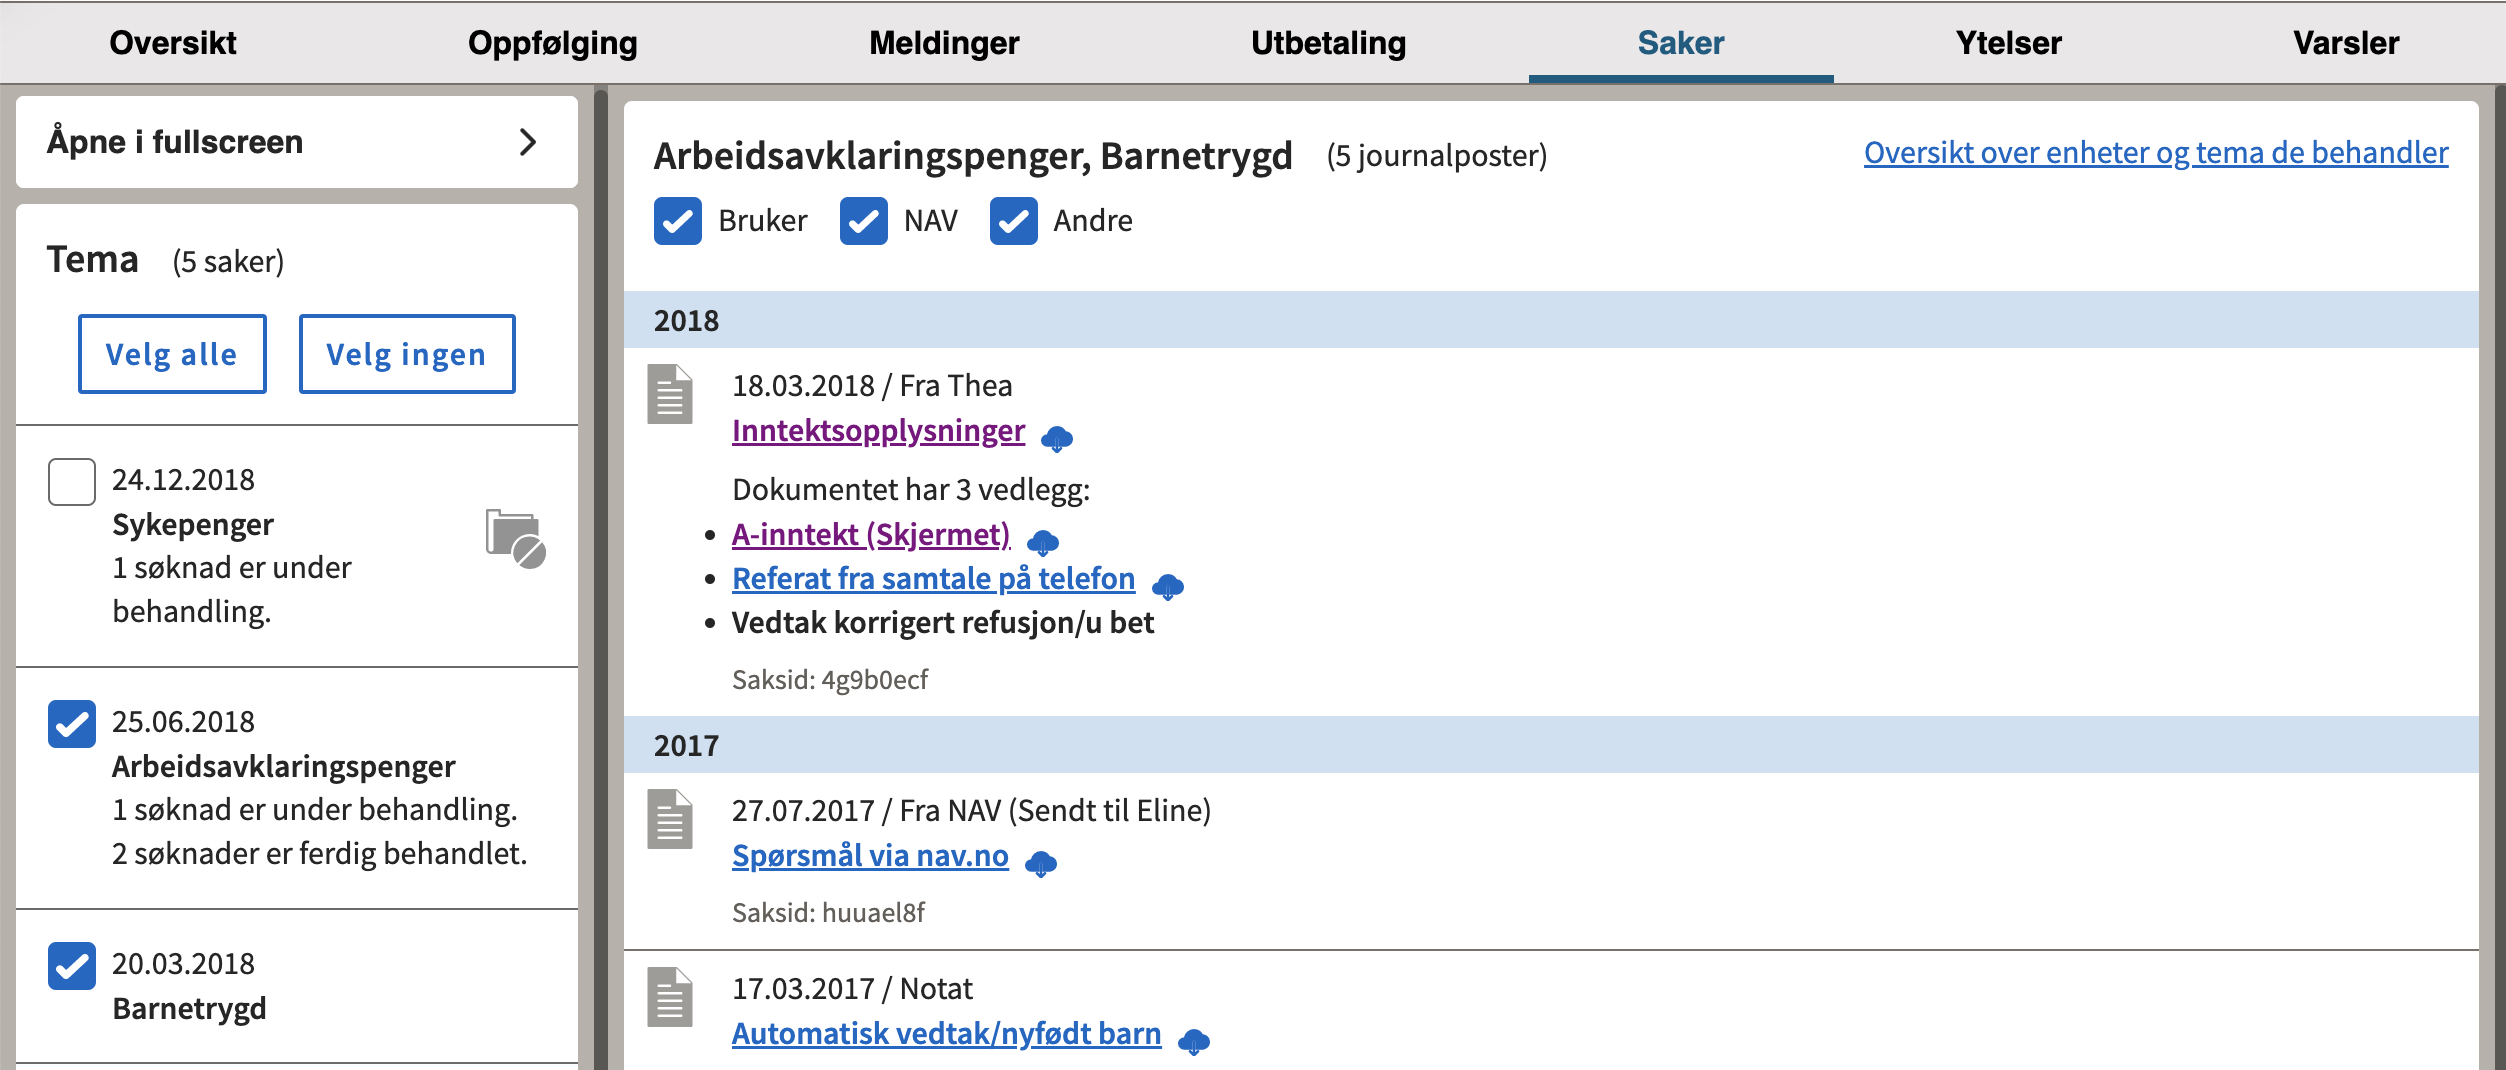 Oversikt Oppfølging Meldinger Utbetaling Saker Ytelser Varsler
Åpne i fullscreen
Tema (5 saker)
Velg alle Velg ingen
24.12.2018
Sykepenger
1 søknad er under
behandling.
25.06.2018
Arbeidsavklaringspenger
1 søknad er under behandling.
2 søknader er ferdig behandlet.
20.03.2018
Barnetrygd
Arbeidsavklaringspenger, Barnetrygd (5 journalposter)
Oversikt over enheter og tema de behandler
Bruker NAV Andre
2018
18.03.2018 / Fra Thea
Inntektsopplysninger
Dokumentet har 3 vedlegg:
• A-inntekt (Skjermet)
• Referat fra samtale på telefon
• Vedtak korrigert refusjon/u bet
Saksid: 4g9b0ecf
2017
27.07.2017 / Fra NAV (Sendt til Eline)
Spørsmål via nav.no
Saksid: huuael8f
17.03.2017 / Notat
Automatisk vedtak/nyfødt barn